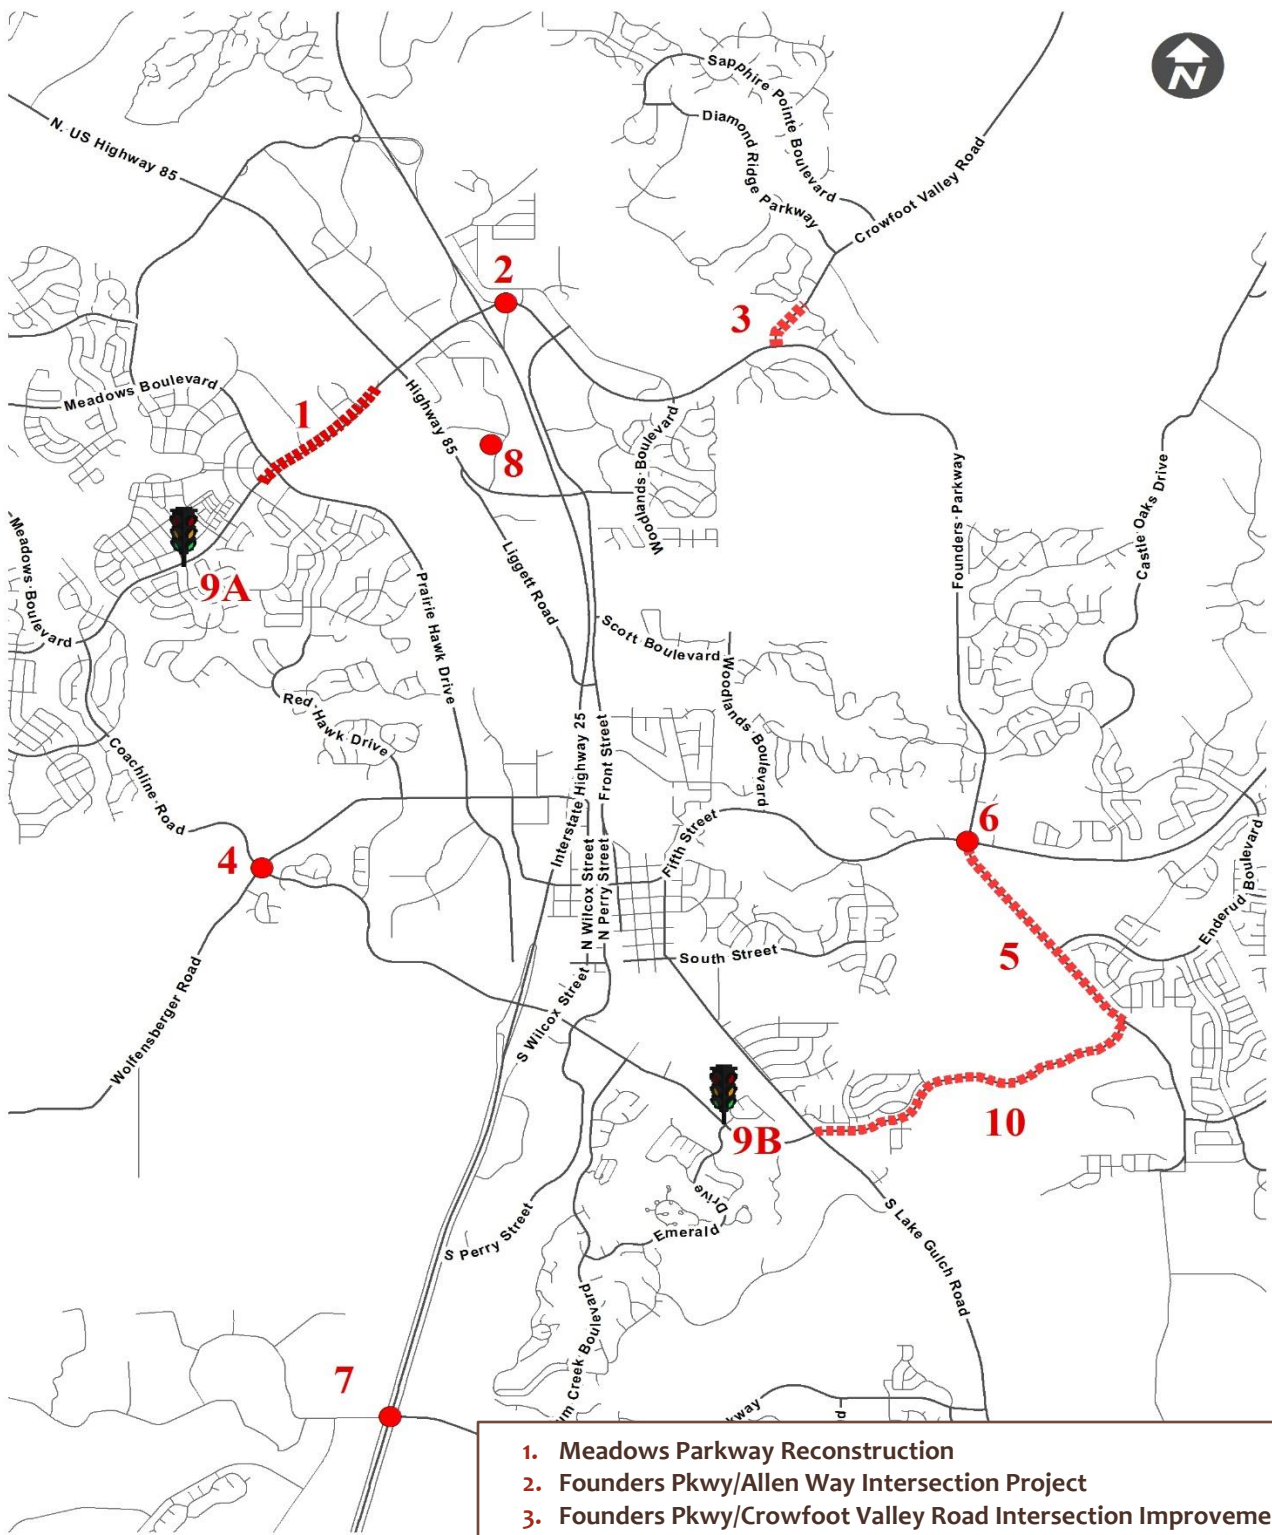 N
Sapphire Pointe Boulevard
Diamond Ridge Parkway
Crowfoot Valley Road
N. US Highway 85
2
3
Meadows Boulevard
1
Highway 85
8
Woodlands Boulevard
Founders Parkway
Castle Oaks Drive
Meadows Boulevard
9A
Liggett Road
Prairie Hawk Drive
Scott Boulevard
Woodlands Boulevard
Red Hawk Drive
Coachline Road
Interstate Highway 25
Front Street
Fifth Street
6
4
N Wilcox Street
N Perry Street
Enderud Boulevard
South Street
5
Wolfensberger Road
S Wilcox Street
9B
10
Emerald Drive
S Perry Street
S Lake Gulch Road
um Creek Boulevard
7
kway
1. Meadows Parkway Reconstruction
2. Founders Pkwy/Allen Way Intersection Project
3. Founders Pkwy/Crowfoot Valley Road Intersection Improveme